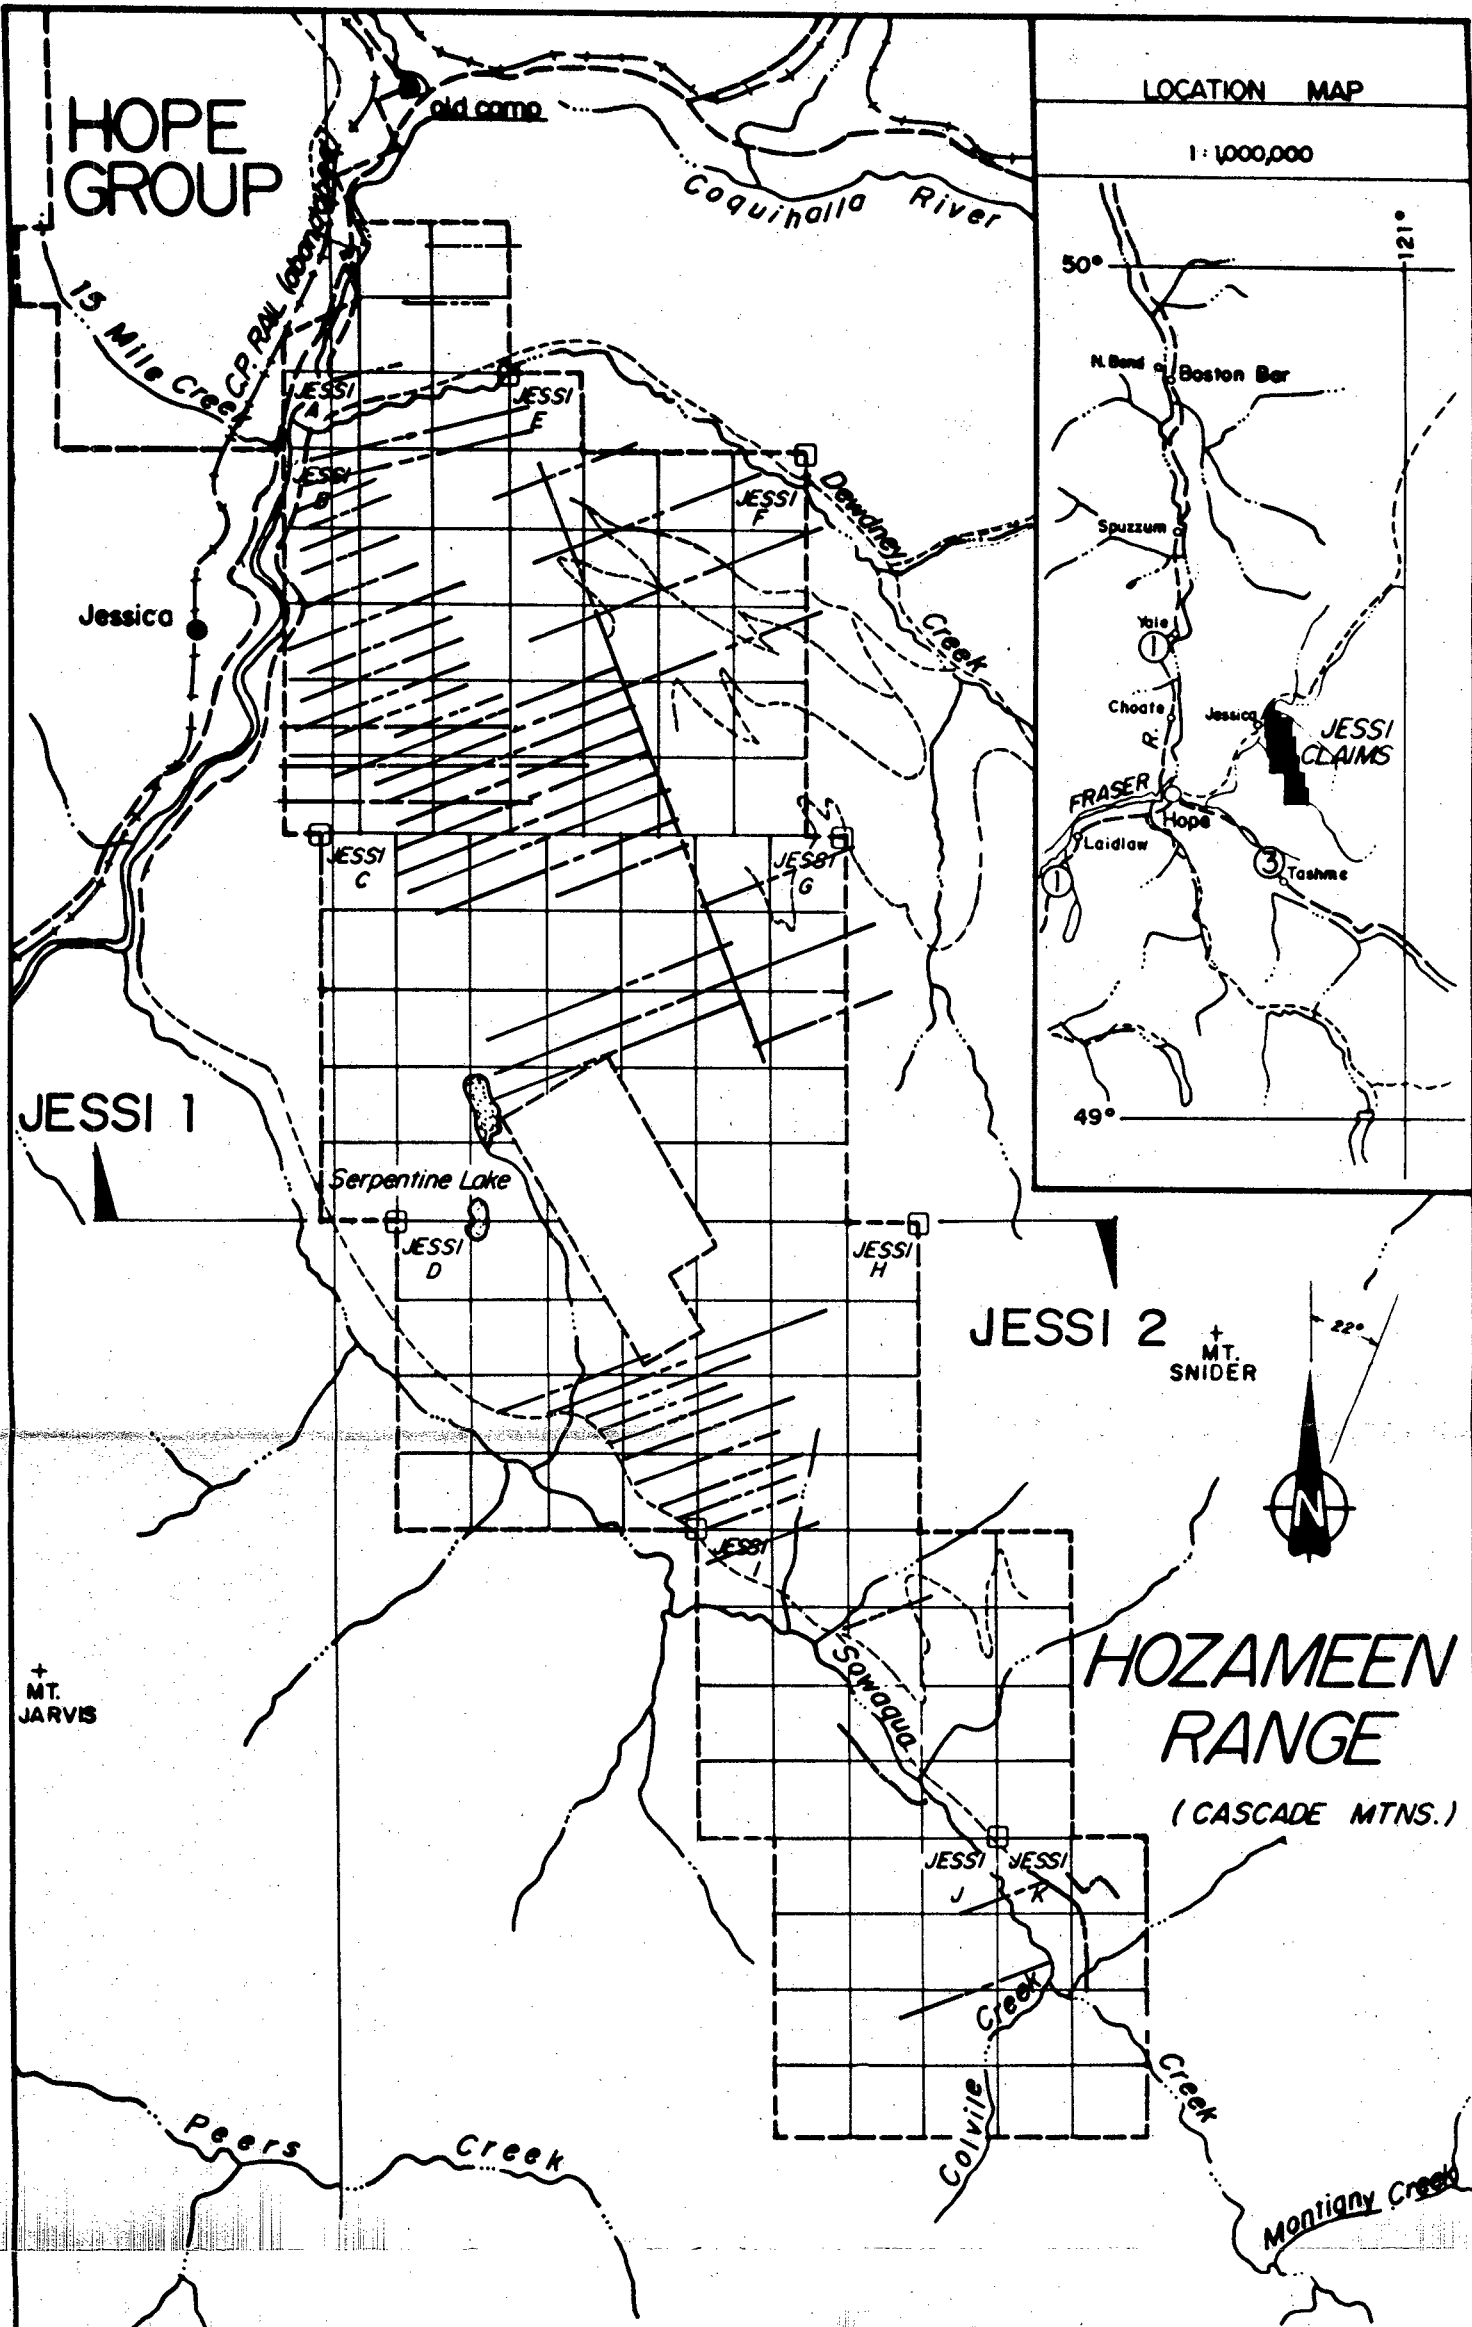 HOPE
GROUP
old camp
Coquihalla River
15 Mile Creek
C.P. RAIL (abandoned)
JESSI
A
JESSI
E
JESSI
B
JESSI
F
Dewdney
Creek
Jessica
JESSI
C
JESSI
G
JESSI 1
Serpentine Lake
JESSI
D
JESSI
H
JESSI 2
MT.
SNIDER
22°
N
JESSI
I
Sowaqua
HOZAMEEN
RANGE
(CASCADE MTNS.)
MT.
JARVIS
JESSI
J
JESSI
K
Creek
Colvile
Creek
Peers Creek
Montigny Creek
LOCATION MAP
1:1,000,000
121°
50°
N. Bend
Boston Bar
Spuzzum
Yale
1
Choate
R.
Jessica
JESSI
CLAIMS
FRASER
Hope
Laidlaw
1
3
Tashme
49°